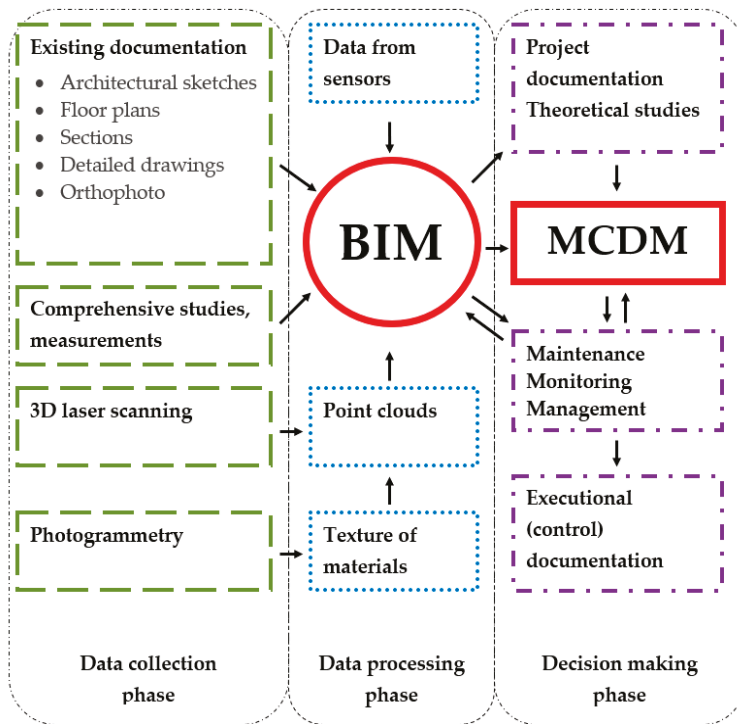 Existing documentation
• Architectural sketches
• Floor plans
• Sections
• Detailed drawings
• Orthophoto
Comprehensive studies,
measurements
3D laser scanning
Photogrammetry
Data collection
phase
Data from
sensors
BIM
Point clouds
Texture of
materials
Data processing
phase
Project
documentation
Theoretical studies
MCDM
Maintenance
Monitoring
Management
Executional
(control)
documentation
Decision making
phase